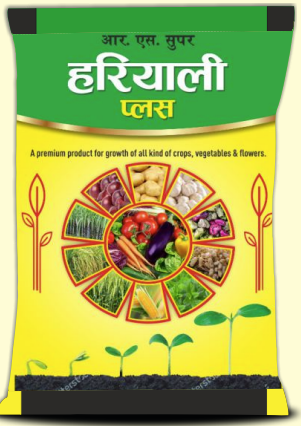 आर. एस. सुपर
हरियाली
प्लस
A premium product for growth of all kind of crops, vegetables & flowers.